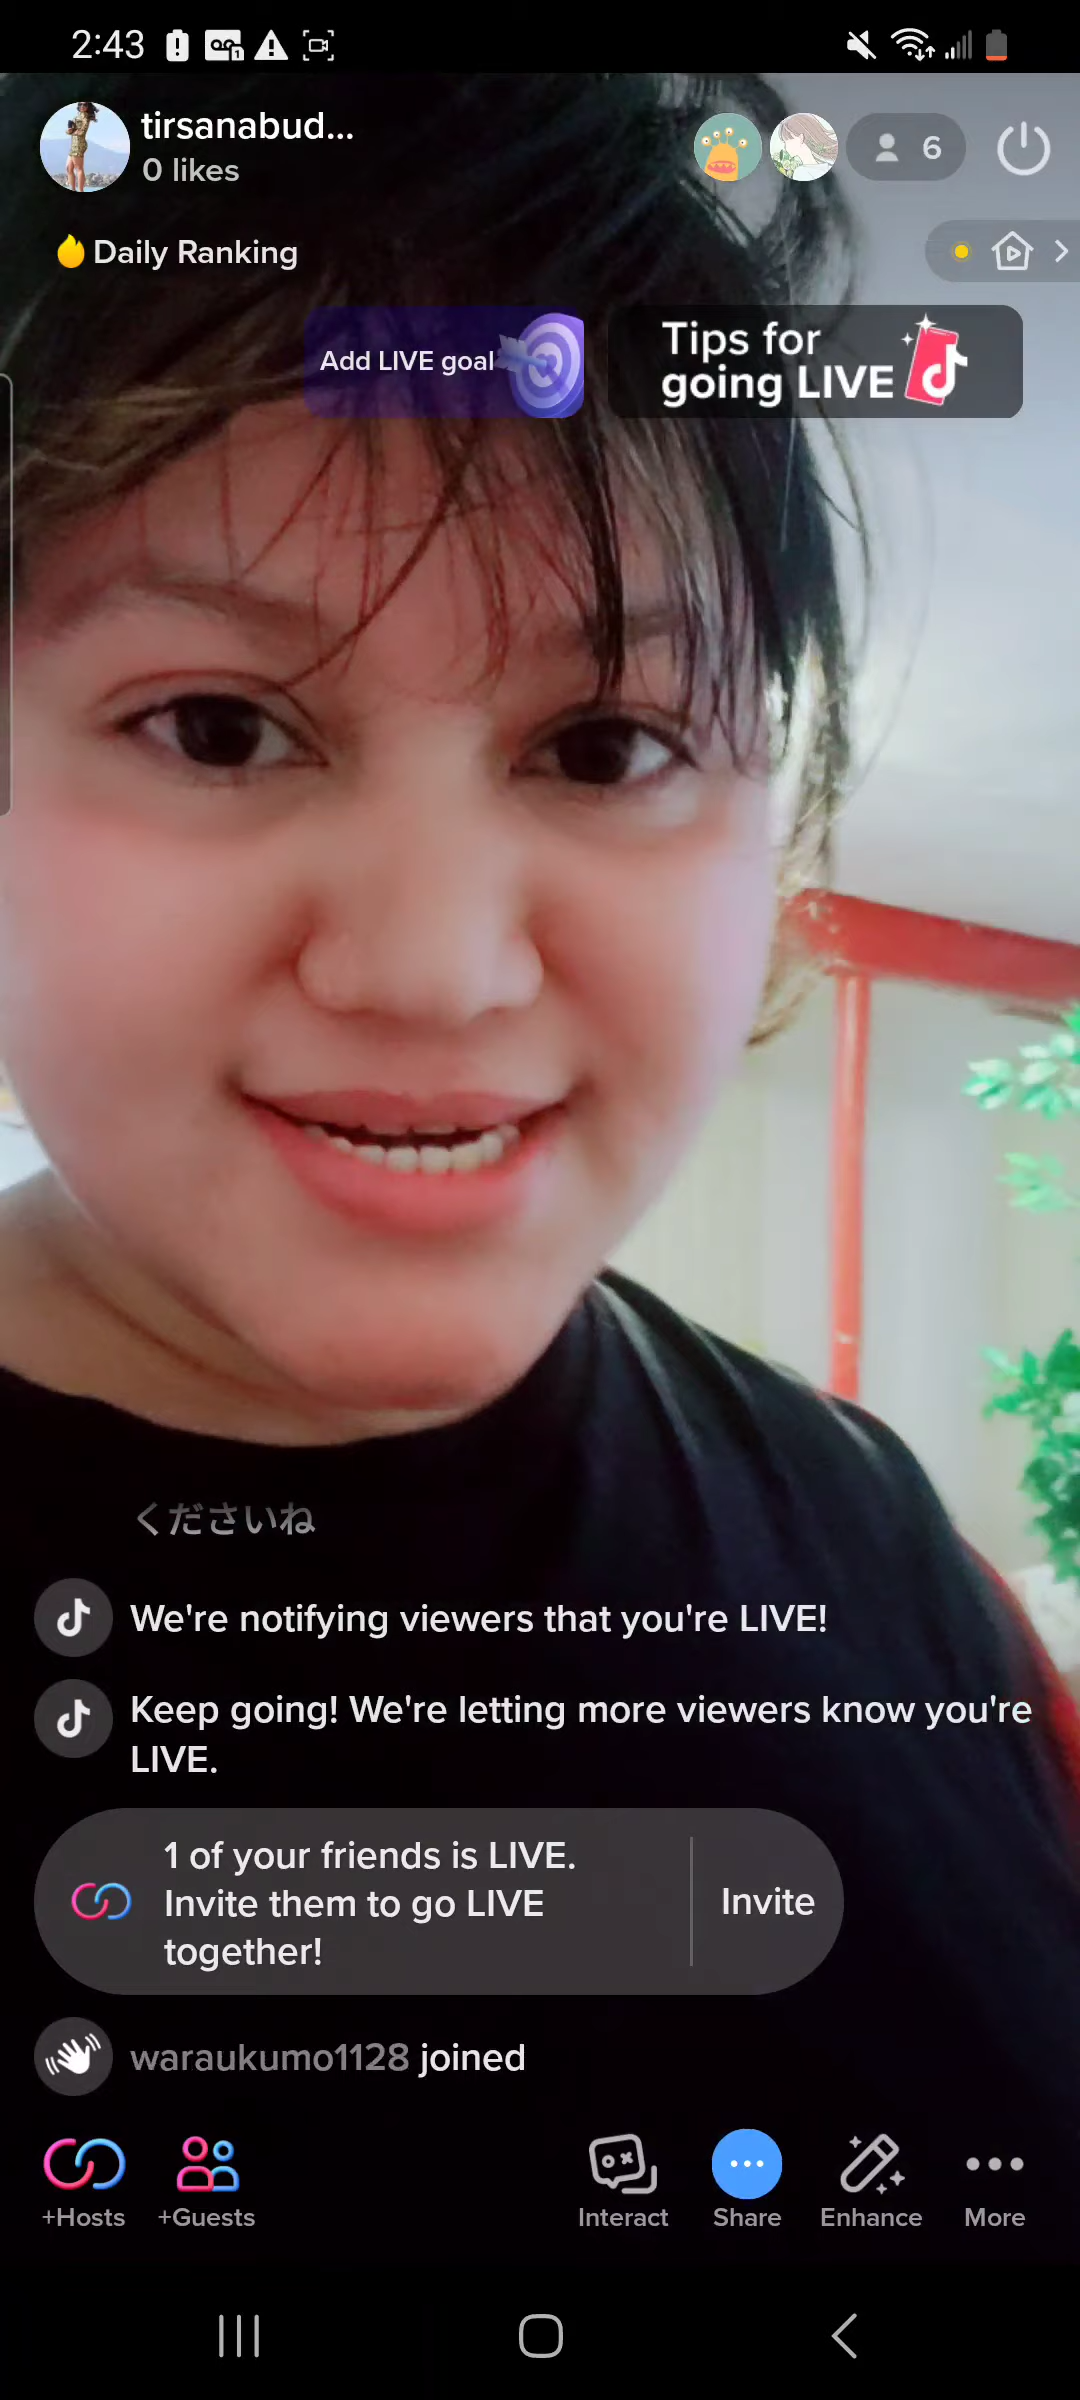 2:43
tirsanabud...
0 likes
6
Daily Ranking
Add LIVE goal
Tips for
going LIVE
くださいね
We're notifying viewers that you're LIVE!
Keep going! We're letting more viewers know you're
LIVE.
1 of your friends is LIVE.
Invite them to go LIVE
together!
Invite
waraukumo1128 joined
+Hosts
+Guests
Interact
Share
Enhance
More